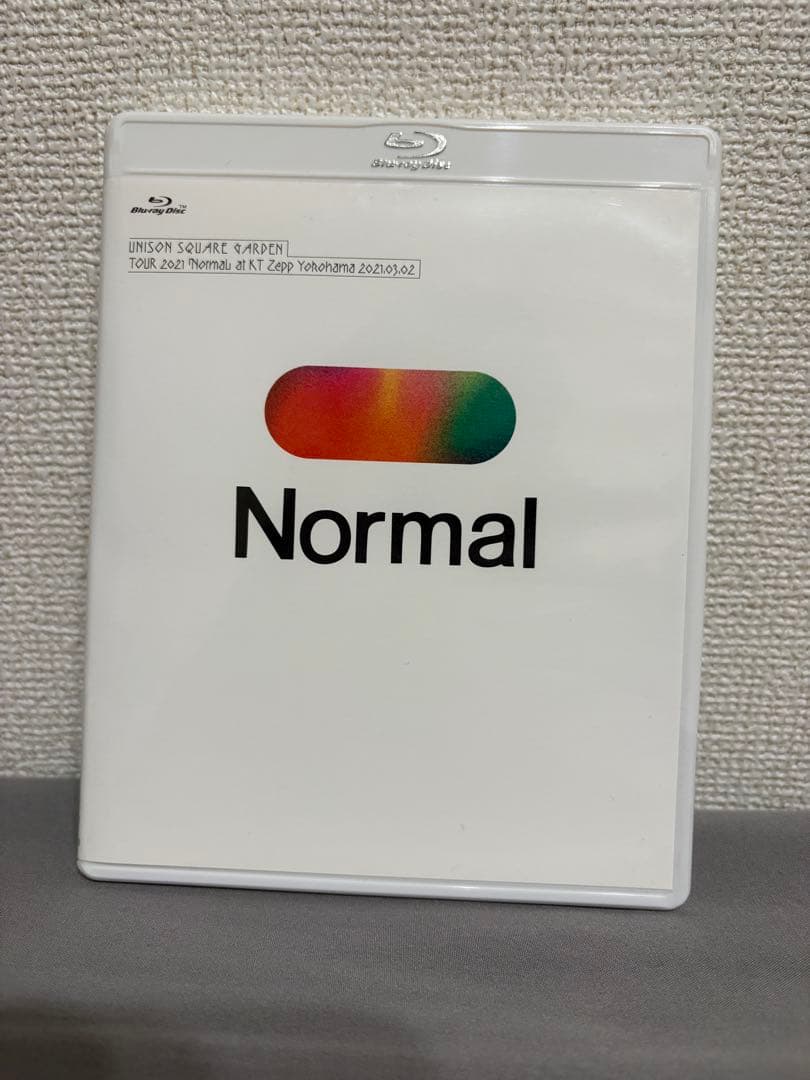 Blu-ray Disc
Blu-ray Disc™
UNISON SQUARE GARDEN
TOUR 2021 「Normal」 at KT Zepp Yokohama 2021.03.02
Normal